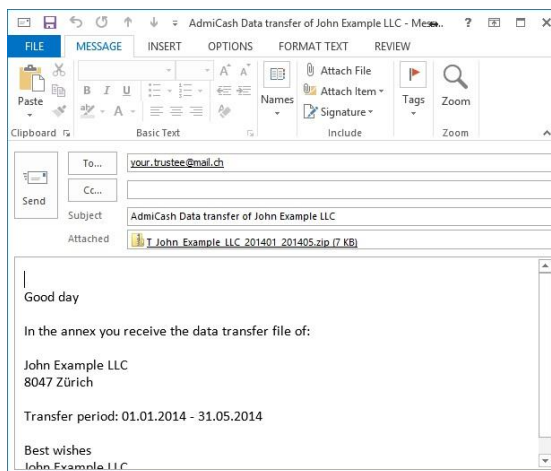 AdmiCash Data transfer of John Example LLC - Mess..
FILE MESSAGE INSERT OPTIONS FORMAT TEXT REVIEW
Paste
B I U
A A
Names
Attach File
Attach Item
Signature
Tags
Zoom
Clipboard Basic Text Include Zoom
Send
To... your.trustee@mail.ch
Cc...
Subject AdmiCash Data transfer of John Example LLC
Attached T_John_Example_LLC_201401_201405.zip (7 KB)
Good day
In the annex you receive the data transfer file of:
John Example LLC
8047 Zürich
Transfer period: 01.01.2014 - 31.05.2014
Best wishes
John Example LLC